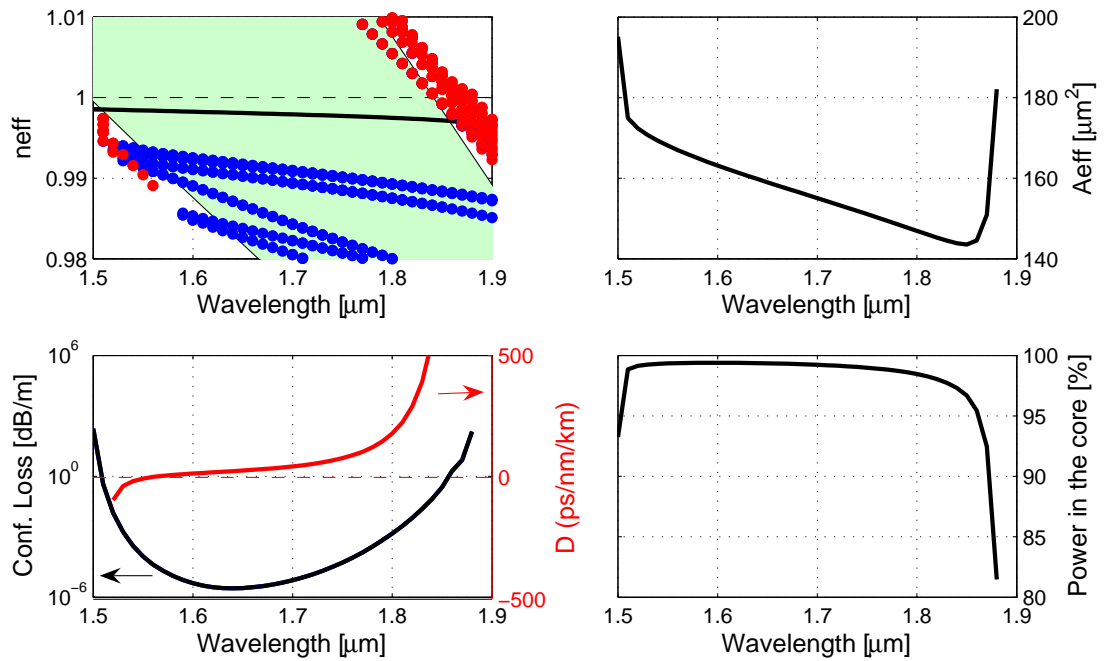 1.01
1
0.99
0.98
neff
1.5 1.6 1.7 1.8 1.9
Wavelength [μm]
200
180
160
140
Aeff [μm²]
1.5 1.6 1.7 1.8 1.9
Wavelength [μm]
10⁶
10⁰
10⁻⁶
Conf. Loss [dB/m]
500
0
−500
D (ps/nm/km)
1.5 1.6 1.7 1.8 1.9
Wavelength [μm]
100
95
90
85
80
Power in the core [%]
1.5 1.6 1.7 1.8 1.9
Wavelength [μm]